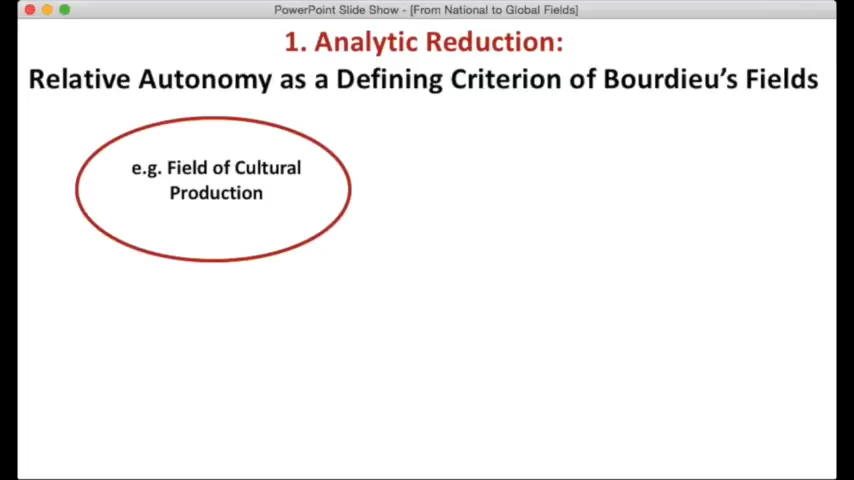 PowerPoint Slide Show - [From National to Global Fields]
1. Analytic Reduction:
Relative Autonomy as a Defining Criterion of Bourdieu's Fields
e.g. Field of Cultural
Production